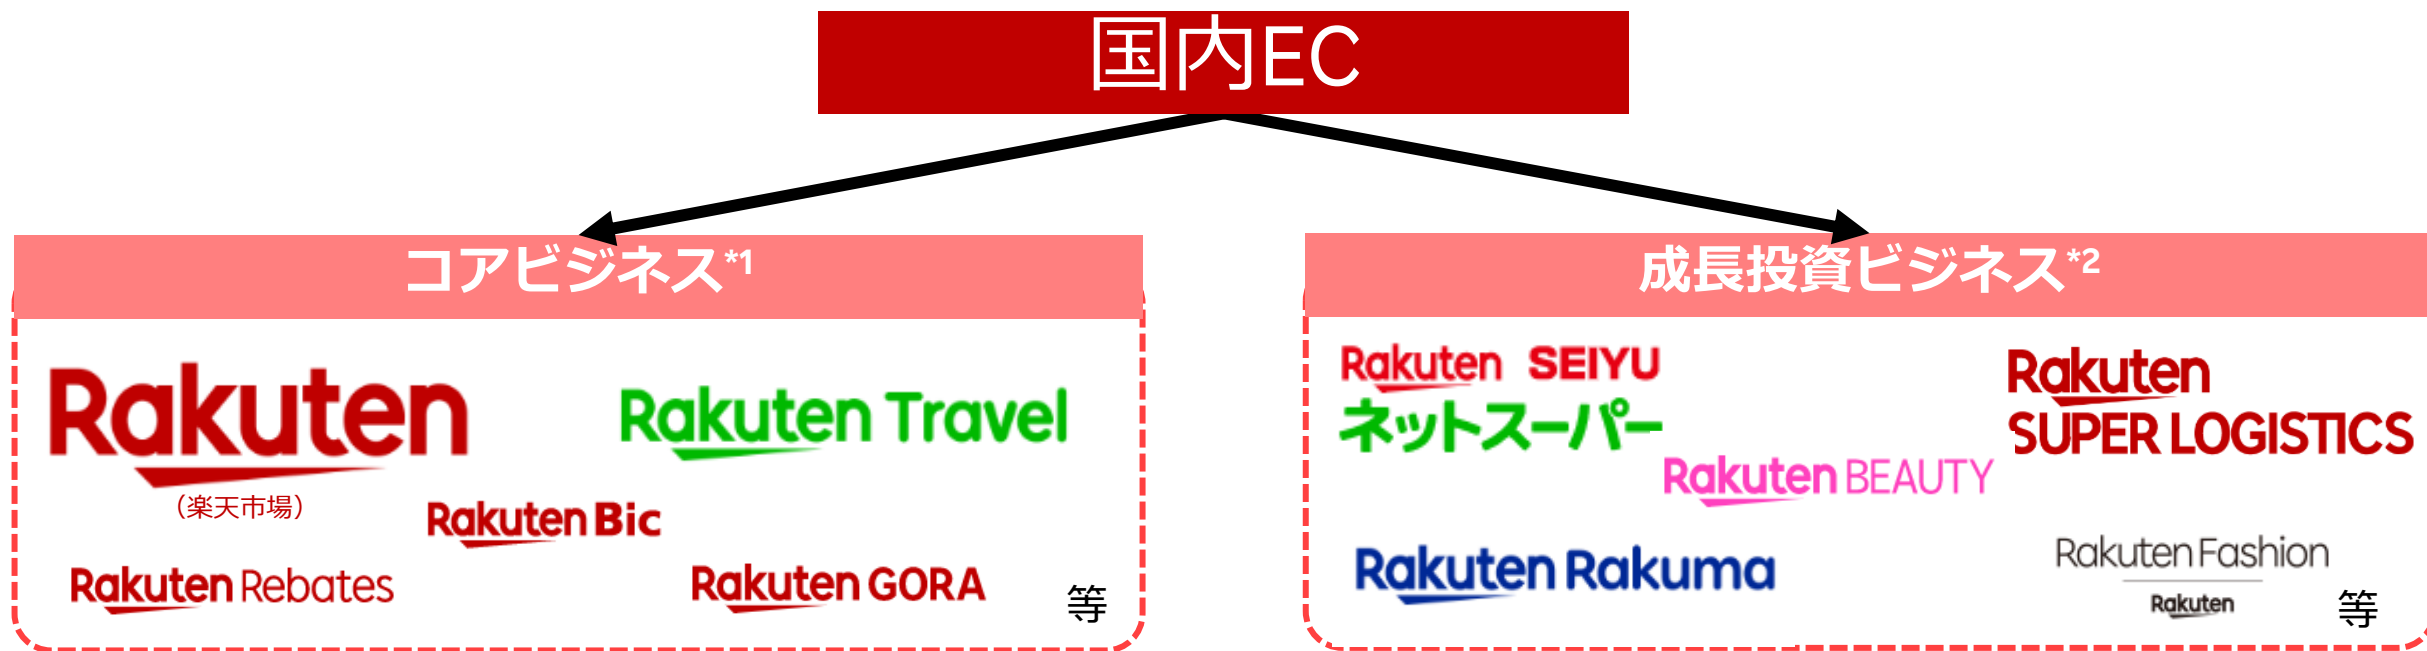 国内EC
コアビジネス*1
Rakuten
（楽天市場）
Rakuten Travel
Rakuten Bic
Rakuten Rebates
Rakuten GORA
等
成長投資ビジネス*2
Rakuten SEIYU
ネットスーパー
Rakuten
SUPER LOGISTICS
Rakuten BEAUTY
Rakuten Rakuma
Rakuten Fashion
Rakuten
等